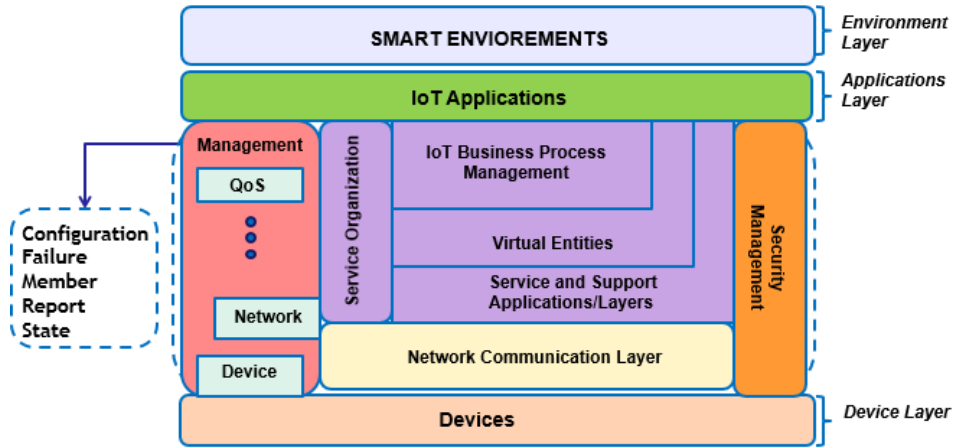 SMART ENVIOREMENTS
Environment
Layer
IoT Applications
Applications
Layer
Management
QoS
Network
Device
Configuration
Failure
Member
Report
State
Service Organization
IoT Business Process
Management
Virtual Entities
Service and Support
Applications/Layers
Network Communication Layer
Security
Management
Devices
Device Layer